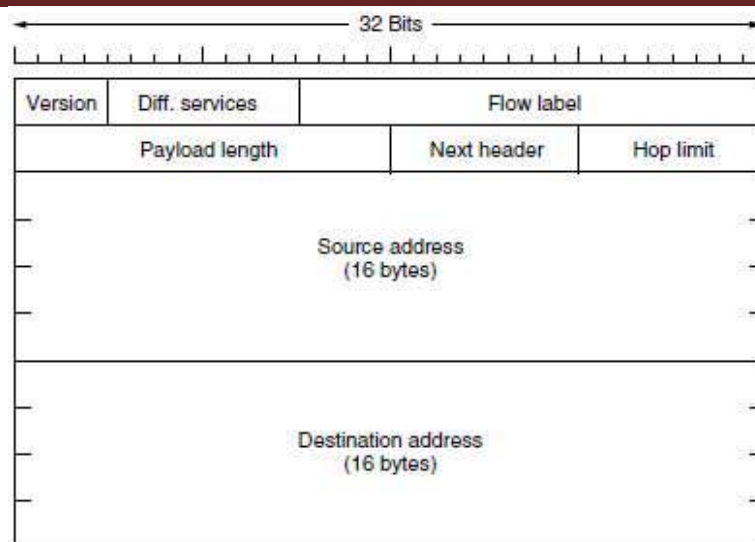 32 Bits
Version Diff. services Flow label
Payload length Next header Hop limit
Source address
(16 bytes)
Destination address
(16 bytes)